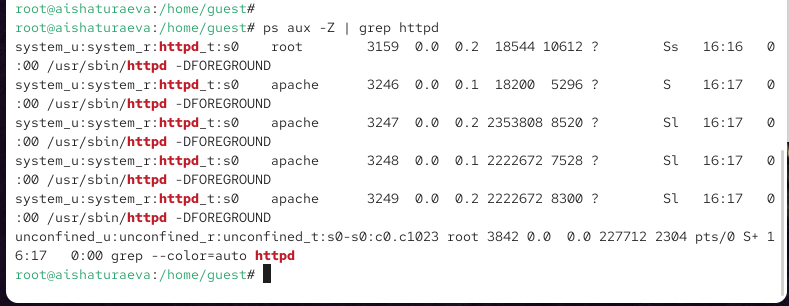 root@aishaturaeva:/home/guest#
root@aishaturaeva:/home/guest# ps aux -Z | grep httpd
system_u:system_r:httpd_t:s0    root        3159  0.0  0.2  18544 10612 ?        Ss   16:16   0
:00 /usr/sbin/httpd -DFOREGROUND
system_u:system_r:httpd_t:s0    apache      3246  0.0  0.1  18200  5296 ?        S    16:17   0
:00 /usr/sbin/httpd -DFOREGROUND
system_u:system_r:httpd_t:s0    apache      3247  0.0  0.2 2353808 8520 ?        Sl   16:17   0
:00 /usr/sbin/httpd -DFOREGROUND
system_u:system_r:httpd_t:s0    apache      3248  0.0  0.1 2222672 7528 ?        Sl   16:17   0
:00 /usr/sbin/httpd -DFOREGROUND
system_u:system_r:httpd_t:s0    apache      3249  0.0  0.2 2222672 8300 ?        Sl   16:17   0
:00 /usr/sbin/httpd -DFOREGROUND
unconfined_u:unconfined_r:unconfined_t:s0-s0:c0.c1023 root 3842 0.0  0.0 227712 2304 pts/0 S+ 1
6:17   0:00 grep --color=auto httpd
root@aishaturaeva:/home/guest#